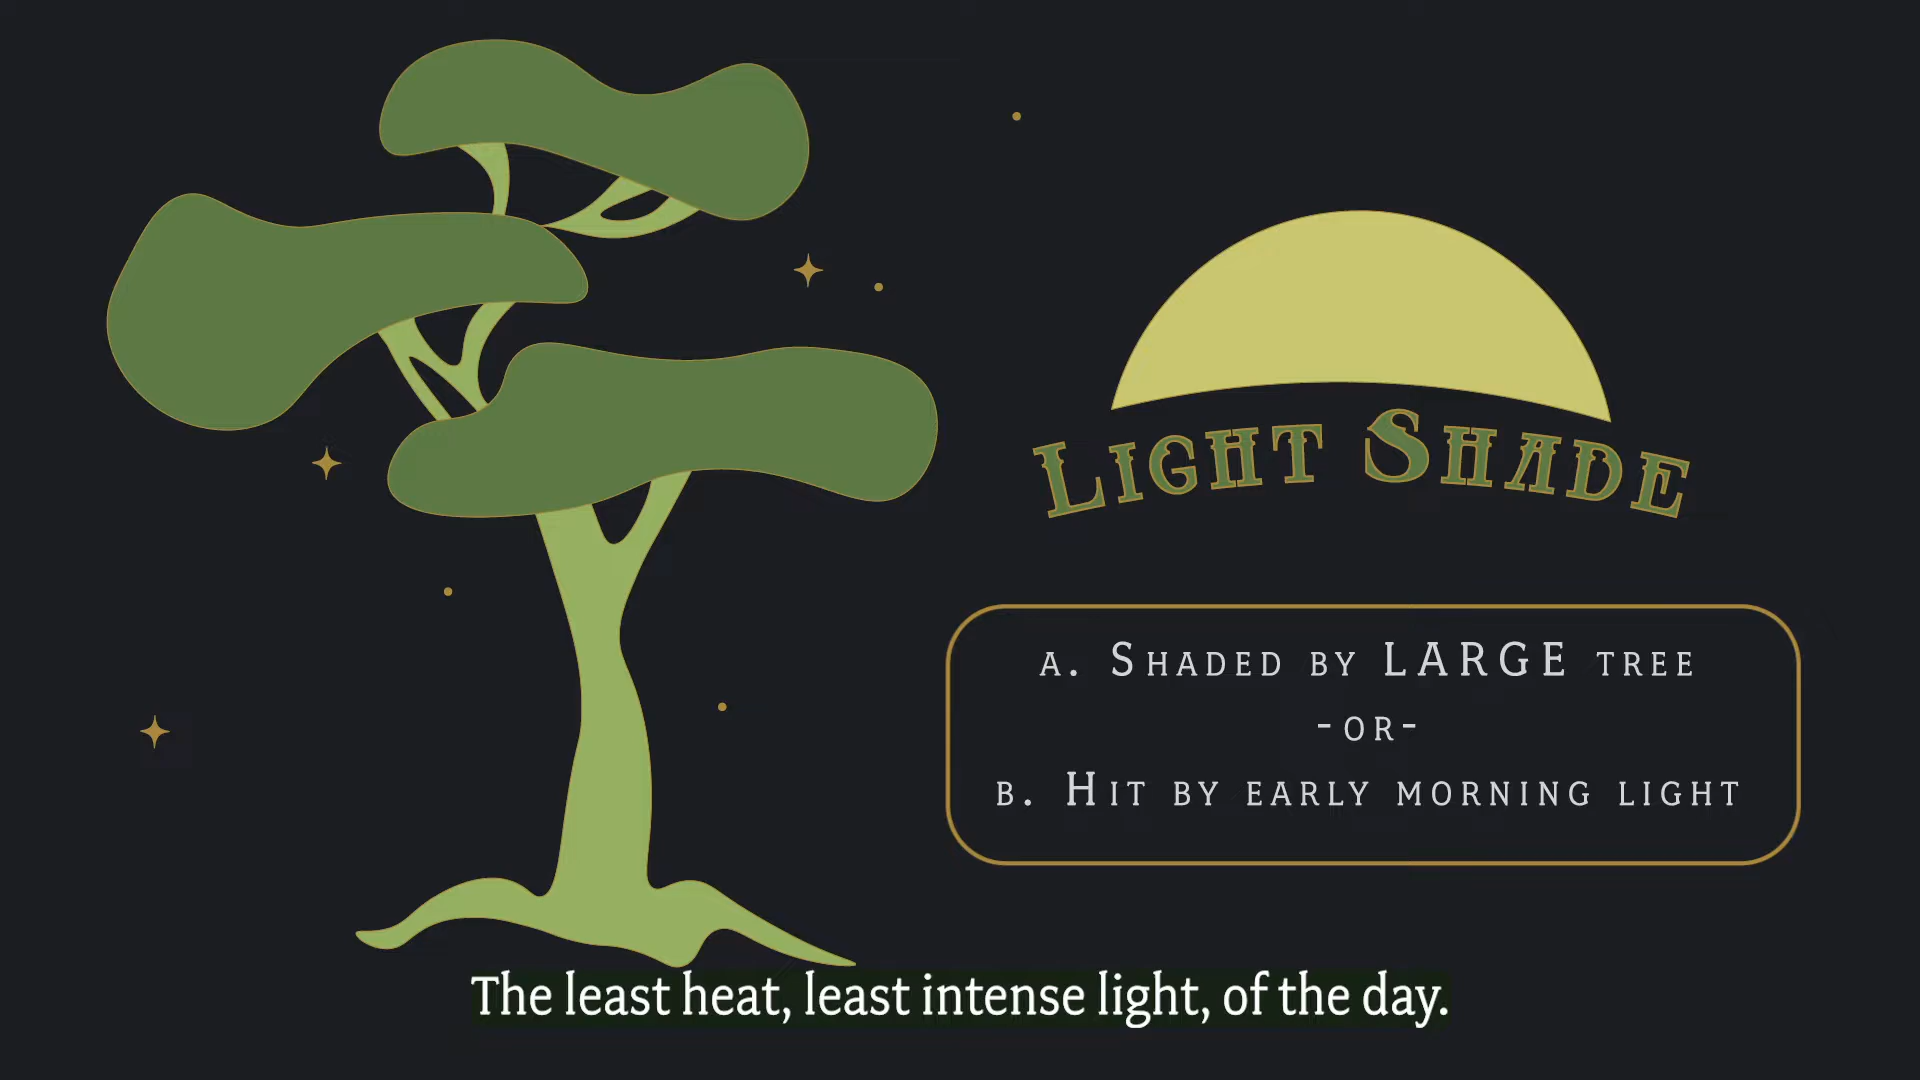 Light Shade
a. Shaded by LARGE tree
-or-
b. Hit by early morning light
The least heat, least intense light, of the day.